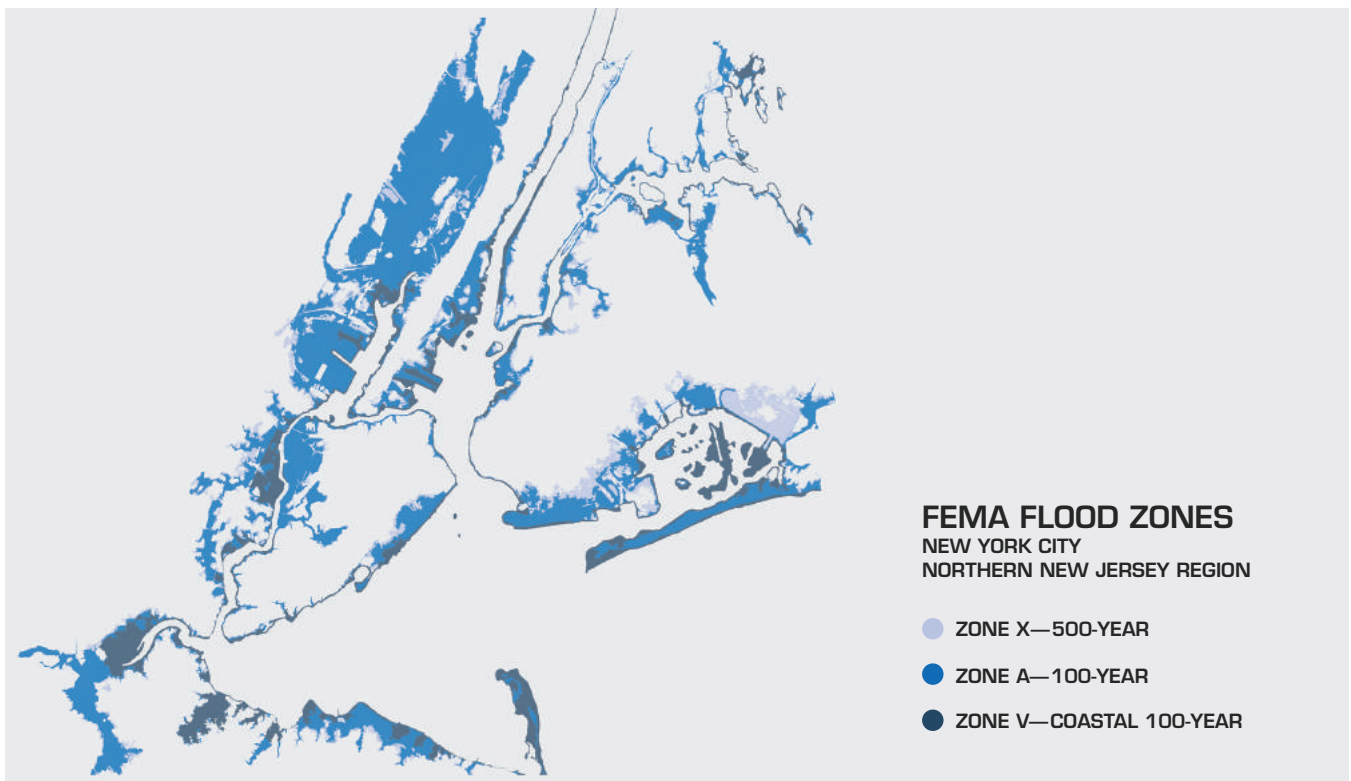 FEMA FLOOD ZONES
NEW YORK CITY
NORTHERN NEW JERSEY REGION
ZONE X—500-YEAR
ZONE A—100-YEAR
ZONE V—COASTAL 100-YEAR